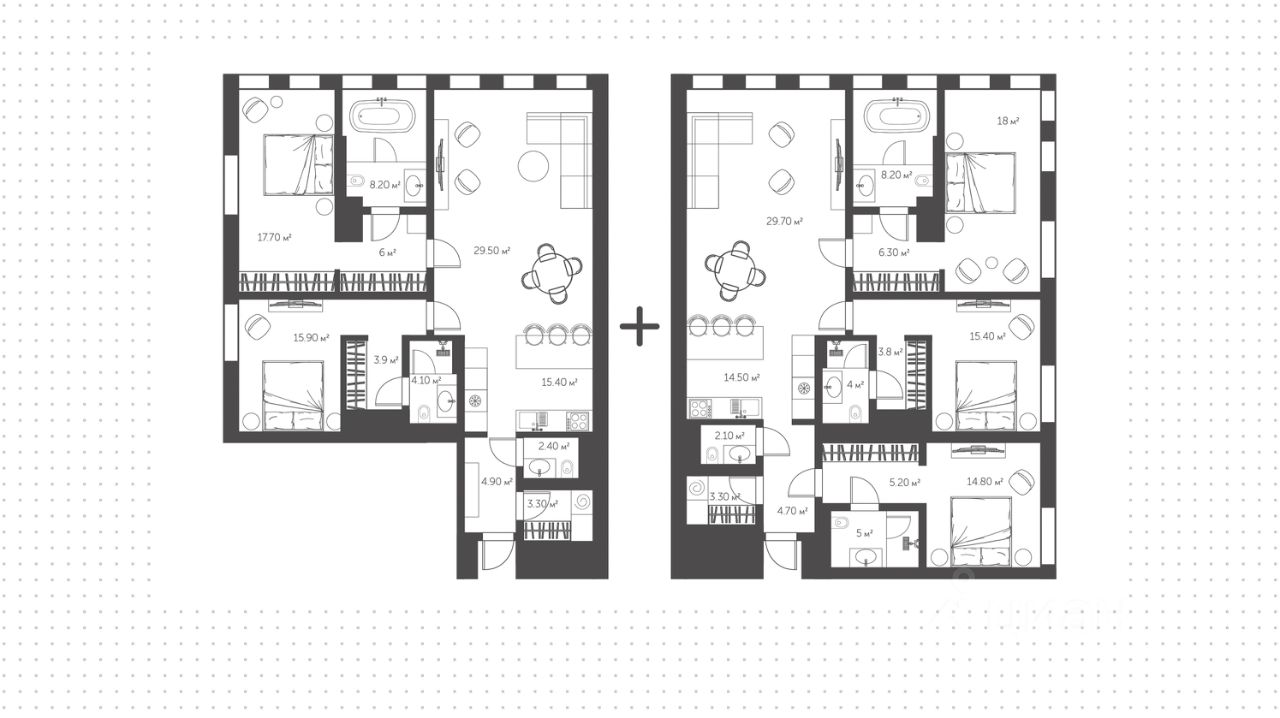 17.70 м²
8.20 м²
6 м²
29.50 м²
15.90 м²
3.9 м²
4.10 м²
15.40 м²
2.40 м²
4.90 м²
3.30 м²
+
29.70 м²
8.20 м²
18 м²
6.30 м²
14.50 м²
4 м²
3.8 м²
15.40 м²
2.10 м²
3.30 м²
4.70 м²
5.20 м²
14.80 м²
5 м²
циан